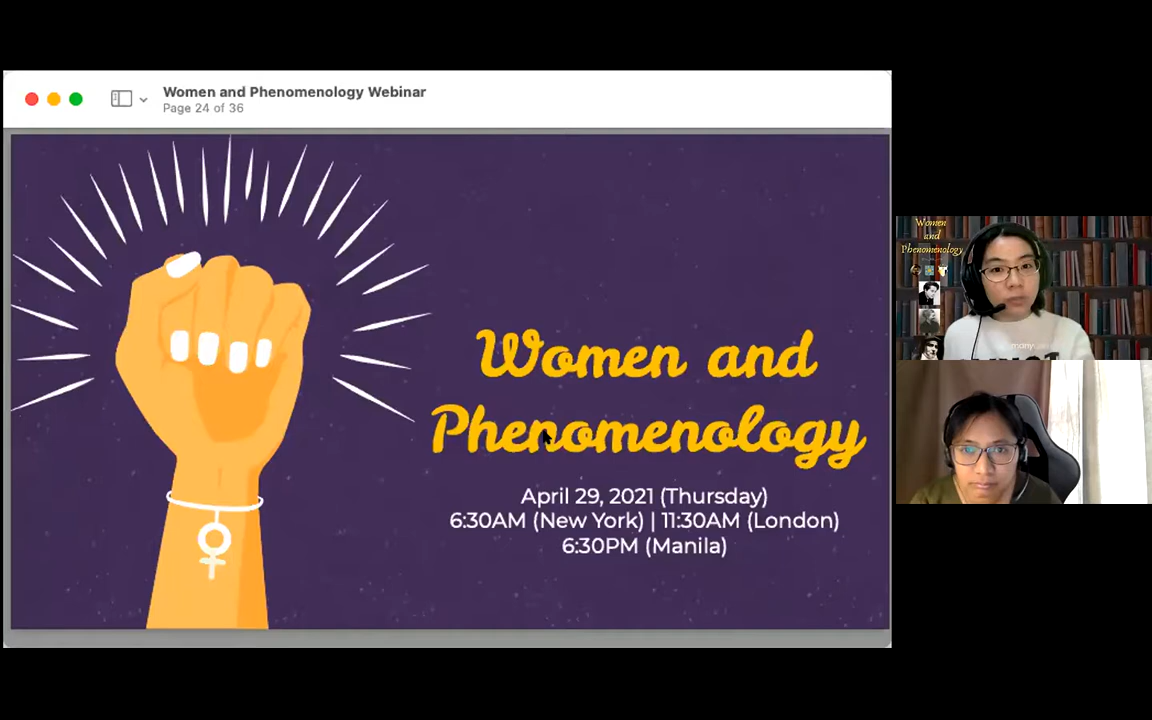 Women and Phenomenology Webinar
Page 24 of 36
Women and
Phenomenology
April 29, 2021 (Thursday)
6:30AM (New York) | 11:30AM (London)
6:30PM (Manila)
Women
and
Phenomenology